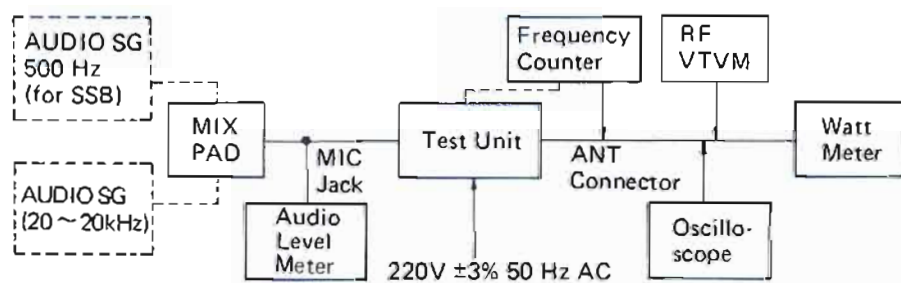 AUDIO SG
500 Hz
(for SSB)
AUDIO SG
(20～20kHz)
MIX
PAD
MIC
Jack
Audio
Level
Meter
Test Unit
220V ±3% 50 Hz AC
Frequency
Counter
ANT
Connector
RF
VTVM
Oscillo-
scope
Watt
Meter